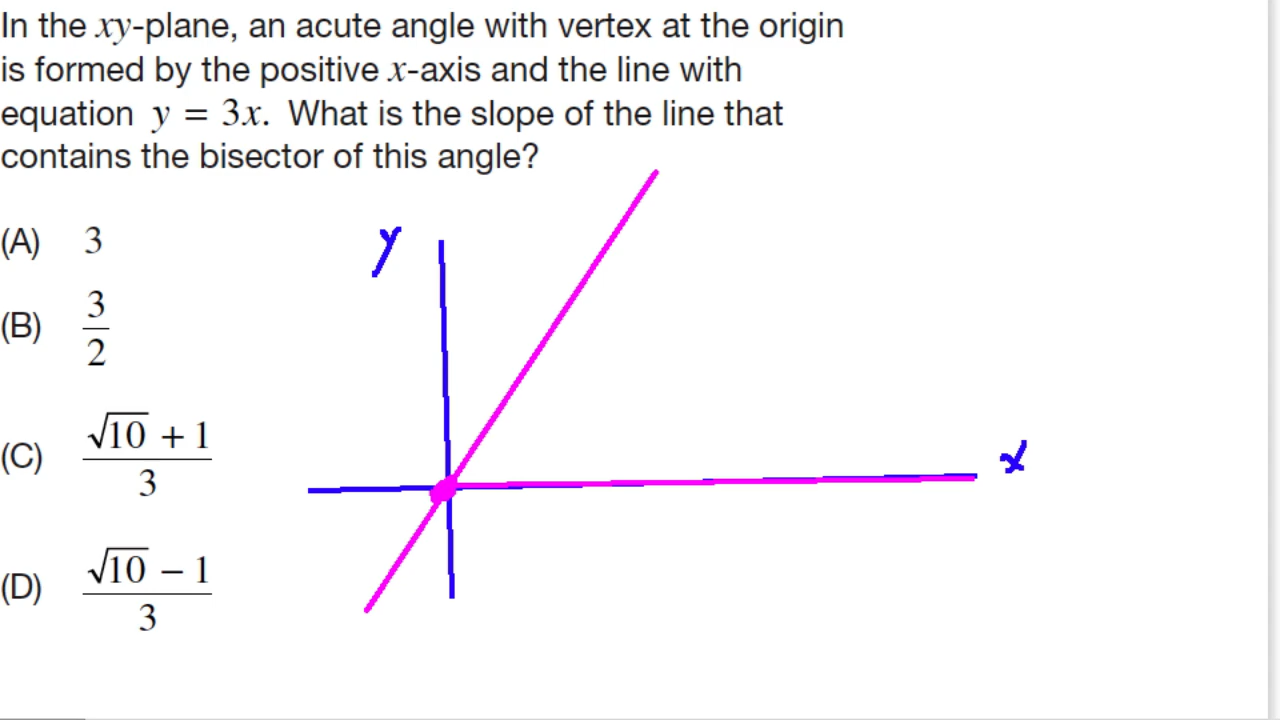 In the xy-plane, an acute angle with vertex at the origin
is formed by the positive x-axis and the line with
equation y = 3x. What is the slope of the line that
contains the bisector of this angle?
(A) 3
(B) 3/2
(C) (√10 + 1)/3
(D) (√10 − 1)/3
y
x